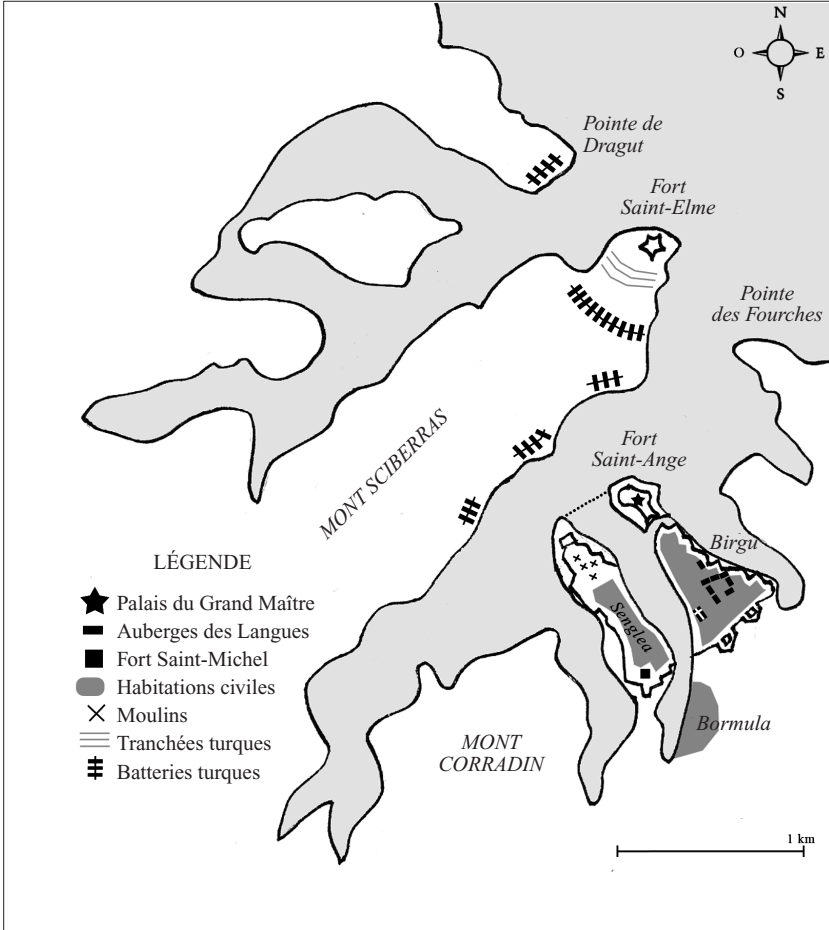 N
O
E
S
Pointe de
Dragut
Fort
Saint-Elme
Pointe
des Fourches
MONT SCIBERRAS
Fort
Saint-Ange
Birgu
Senglea
Bormula
MONT
CORRADIN
LÉGENDE
Palais du Grand Maître
Auberges des Langues
Fort Saint-Michel
Habitations civiles
Moulins
Tranchées turques
Batteries turques
1 km